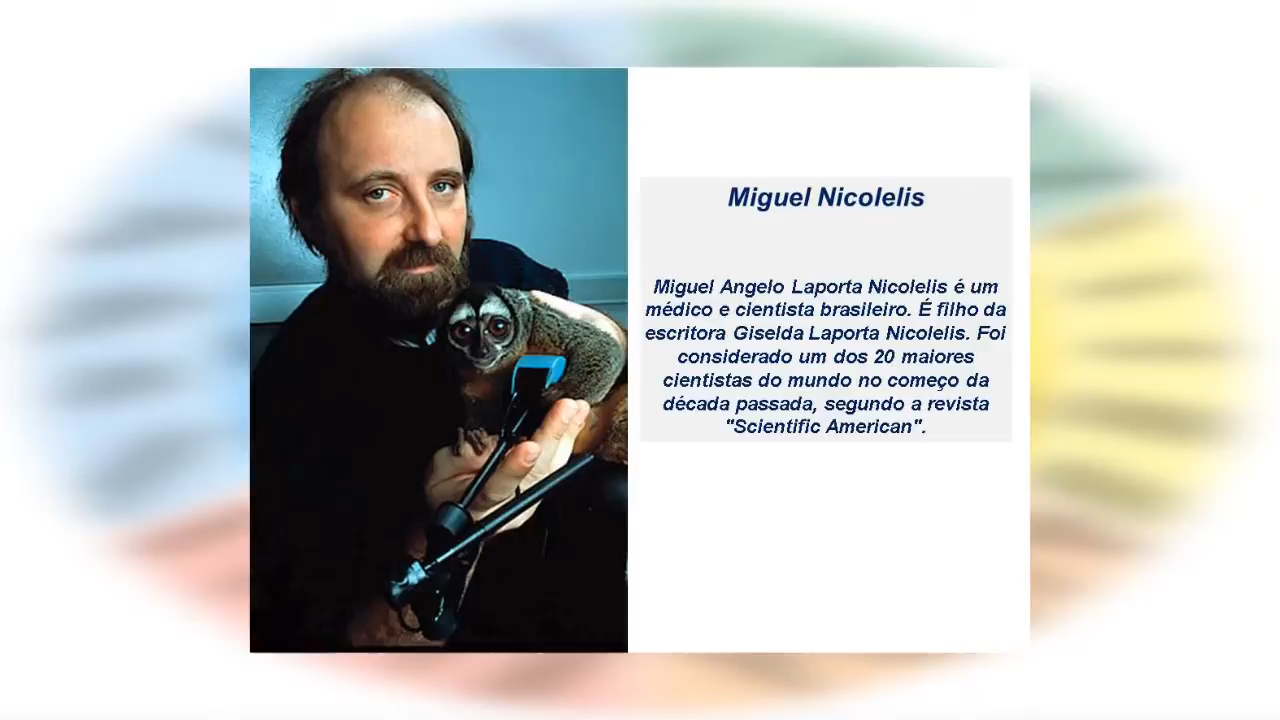 Miguel Nicolelis
Miguel Angelo Laporta Nicolelis é um
médico e cientista brasileiro. É filho da
escritora Giselda Laporta Nicolelis. Foi
considerado um dos 20 maiores
cientistas do mundo no começo da
década passada, segundo a revista
"Scientific American".